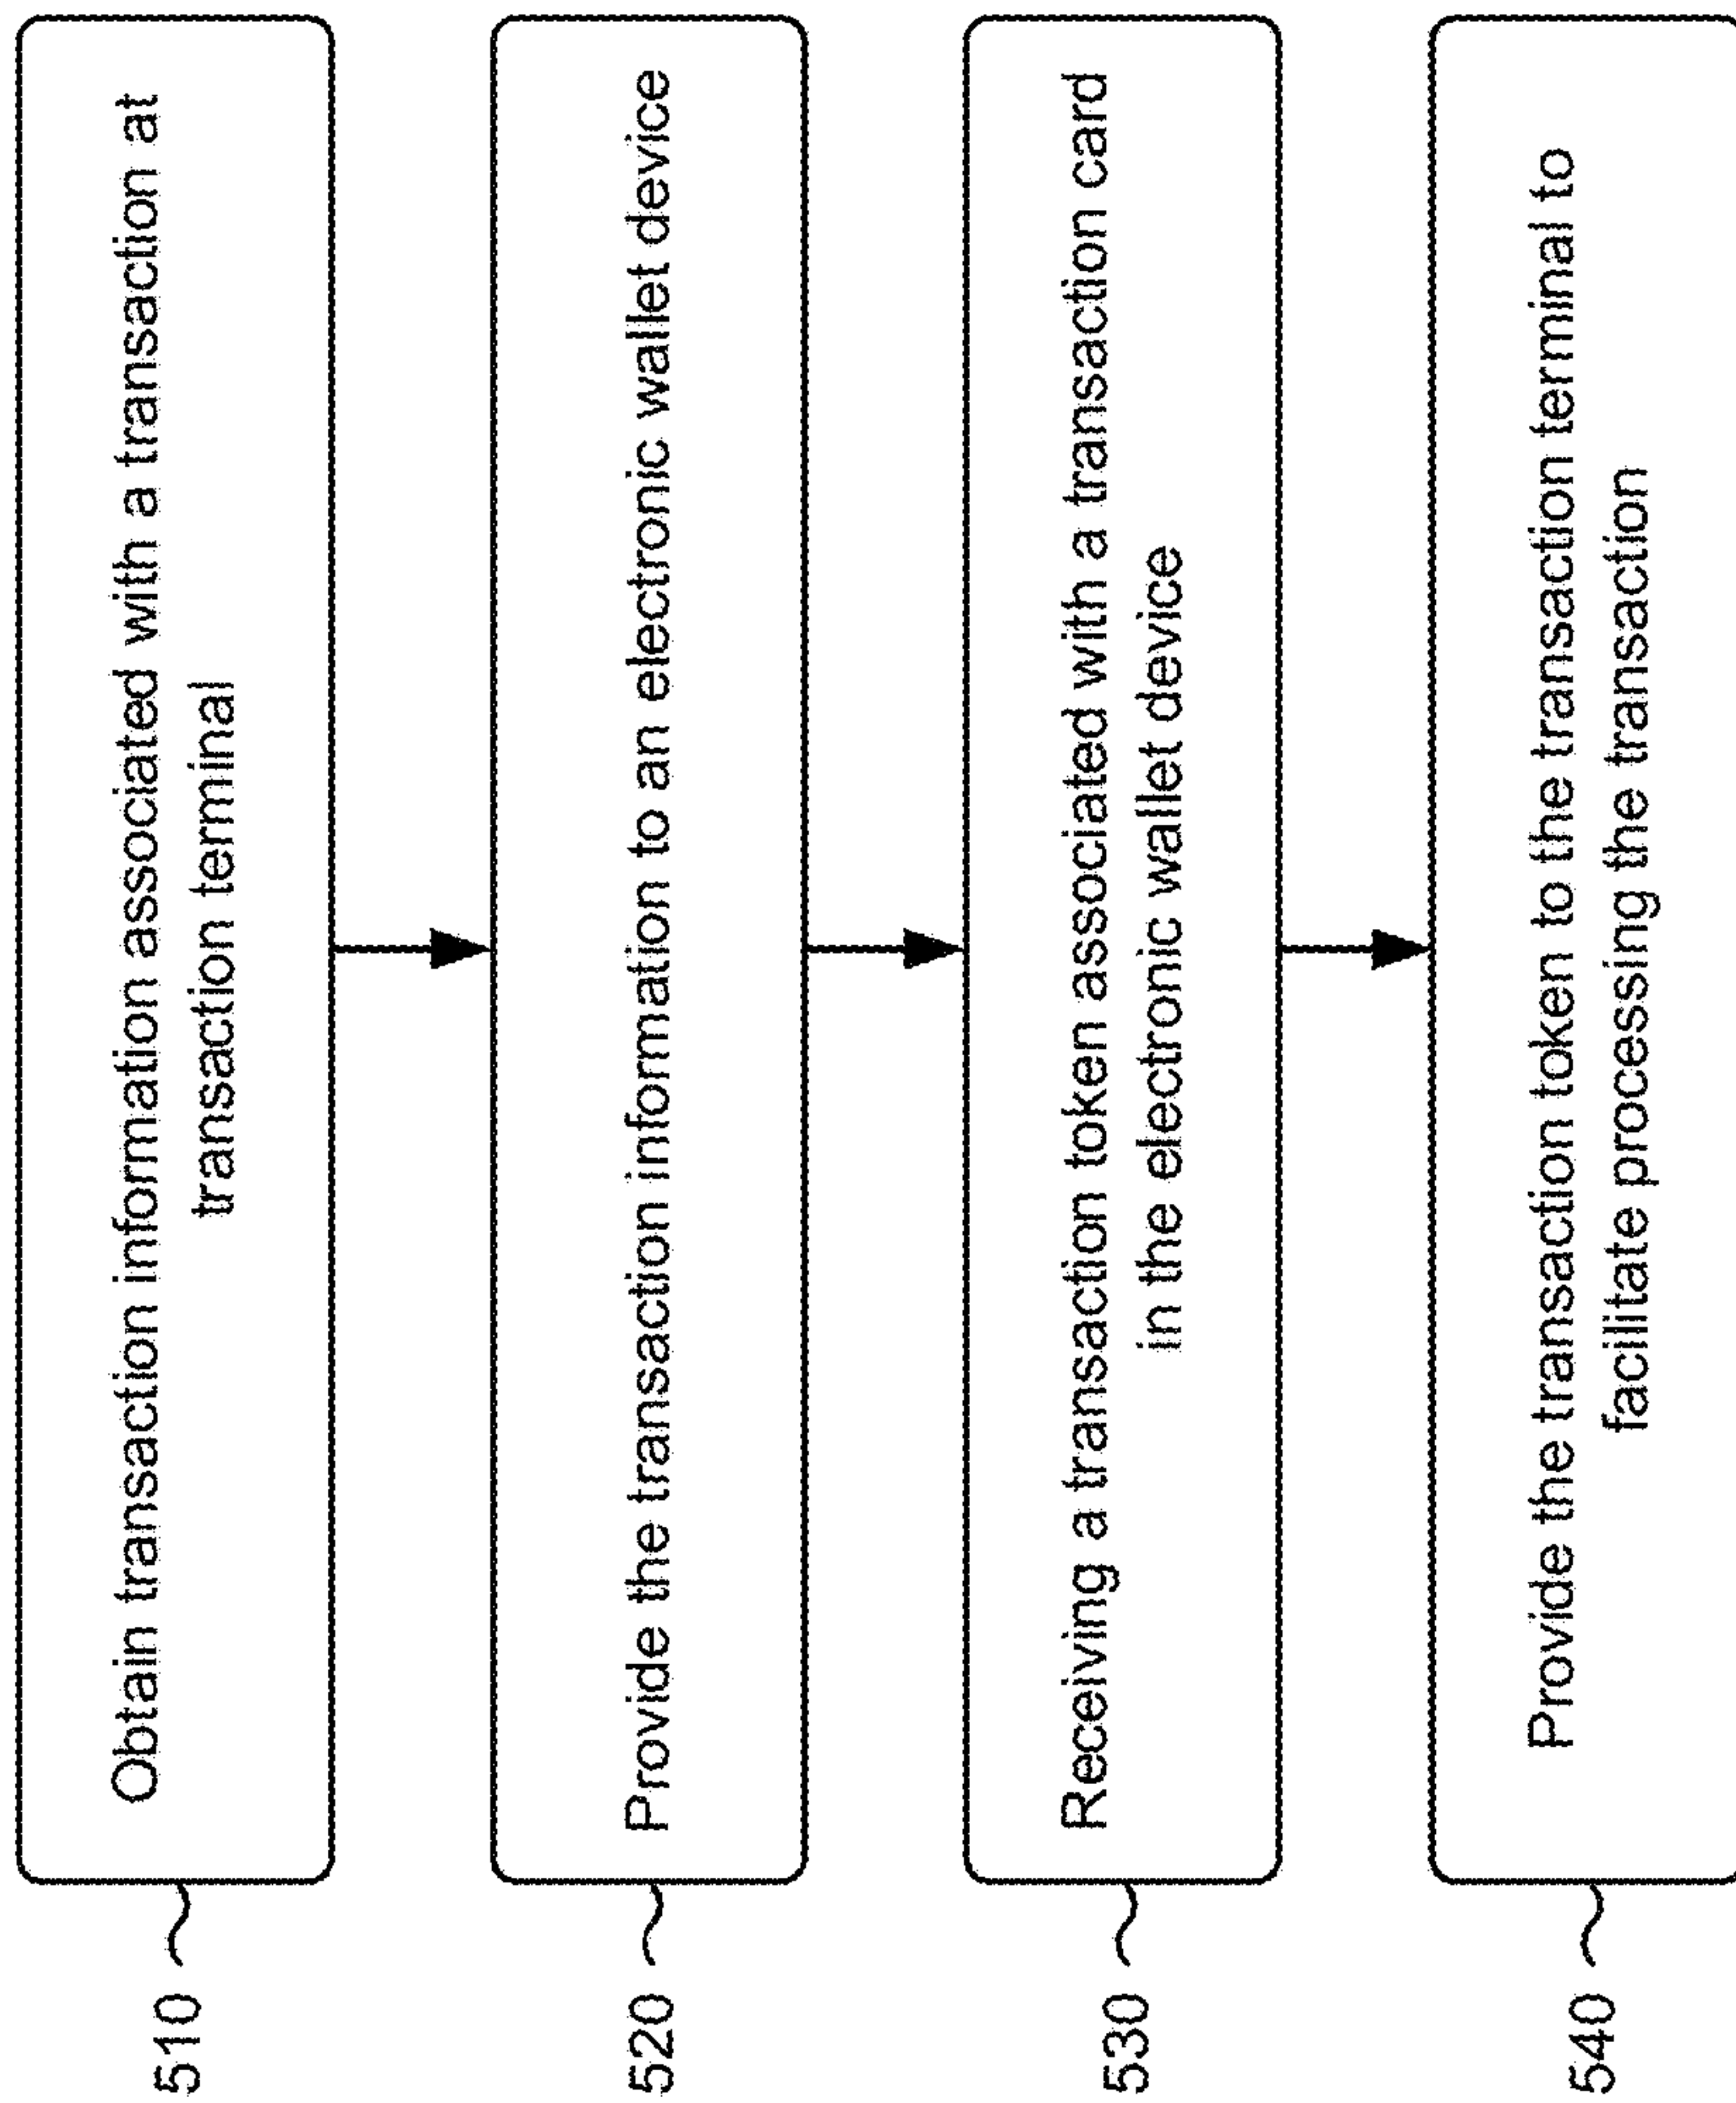 510
Obtain transaction information associated with a transaction at
transaction terminal
520
Provide the transaction information to an electronic wallet device
530
Receiving a transaction token associated with a transaction card
in the electronic wallet device
540
Provide the transaction token to the transaction terminal to
facilitate processing the transaction